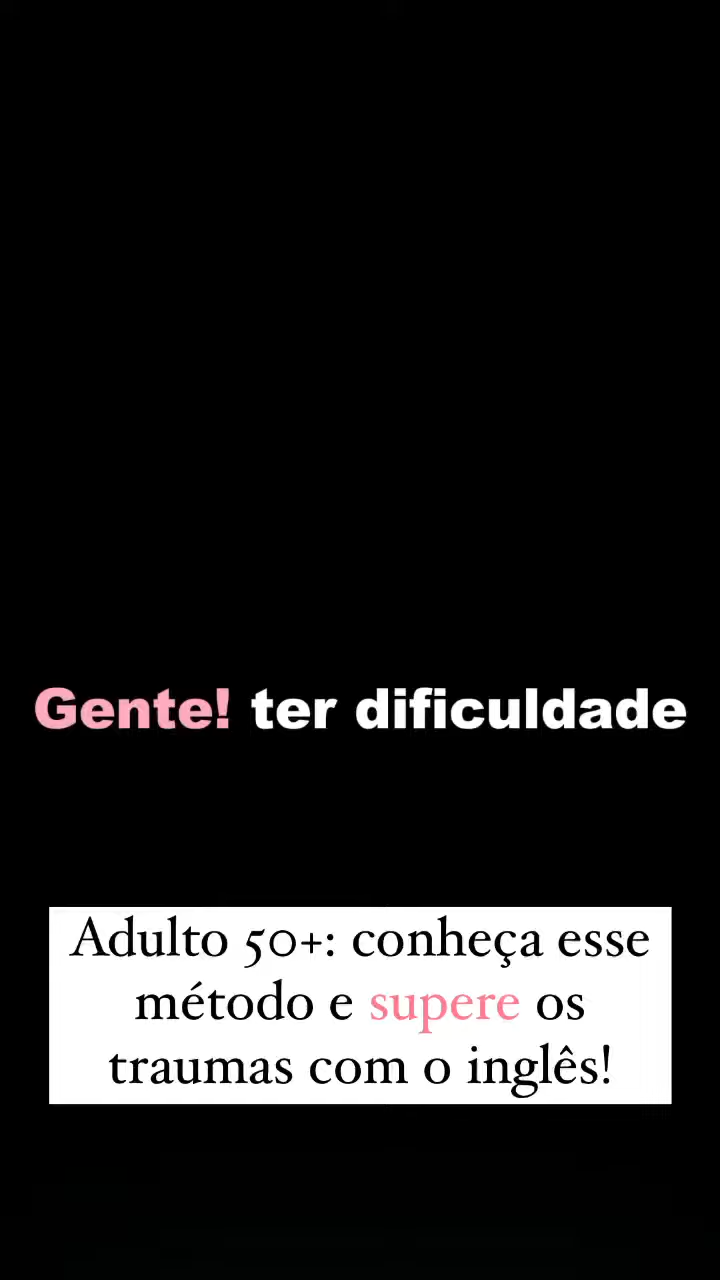 Gente! ter dificuldade
Adulto 50+: conheça esse
método e supere os
traumas com o inglês!